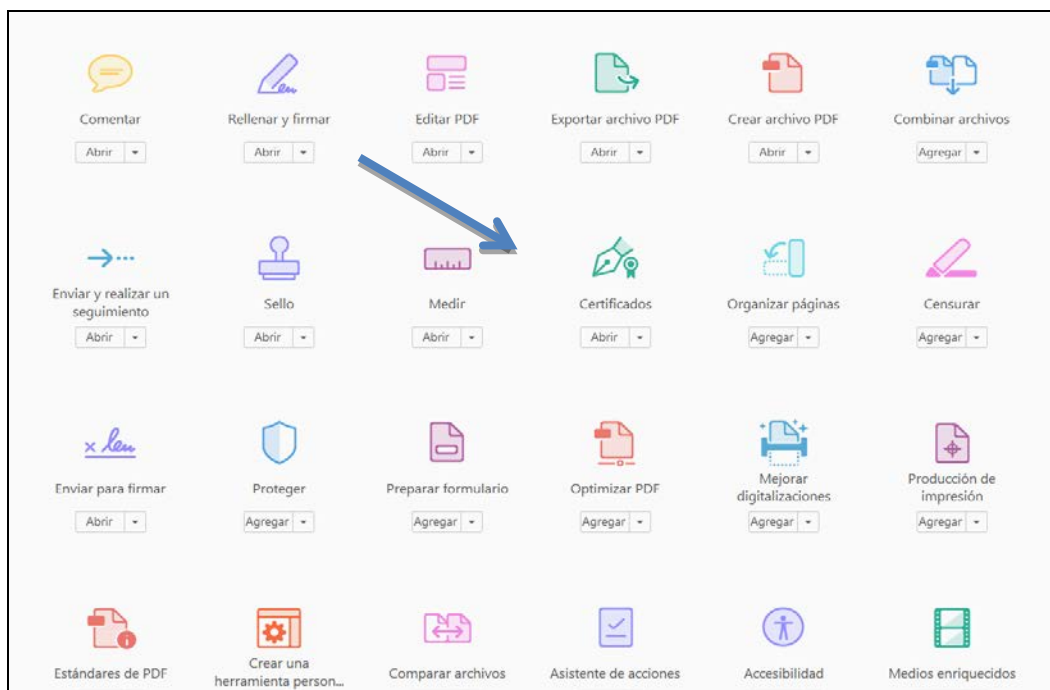 Comentar
Rellenar y firmar
Editar PDF
Exportar archivo PDF
Crear archivo PDF
Combinar archivos
Abrir
Abrir
Abrir
Abrir
Abrir
Agregar
Enviar y realizar un
seguimiento
Sello
Medir
Certificados
Organizar páginas
Censurar
Abrir
Abrir
Abrir
Abrir
Agregar
Agregar
Enviar para firmar
Proteger
Preparar formulario
Optimizar PDF
Mejorar
digitalizaciones
Producción de
impresión
Abrir
Agregar
Agregar
Agregar
Agregar
Agregar
Estándares de PDF
Crear una
herramienta person...
Comparar archivos
Asistente de acciones
Accesibilidad
Medios enriquecidos